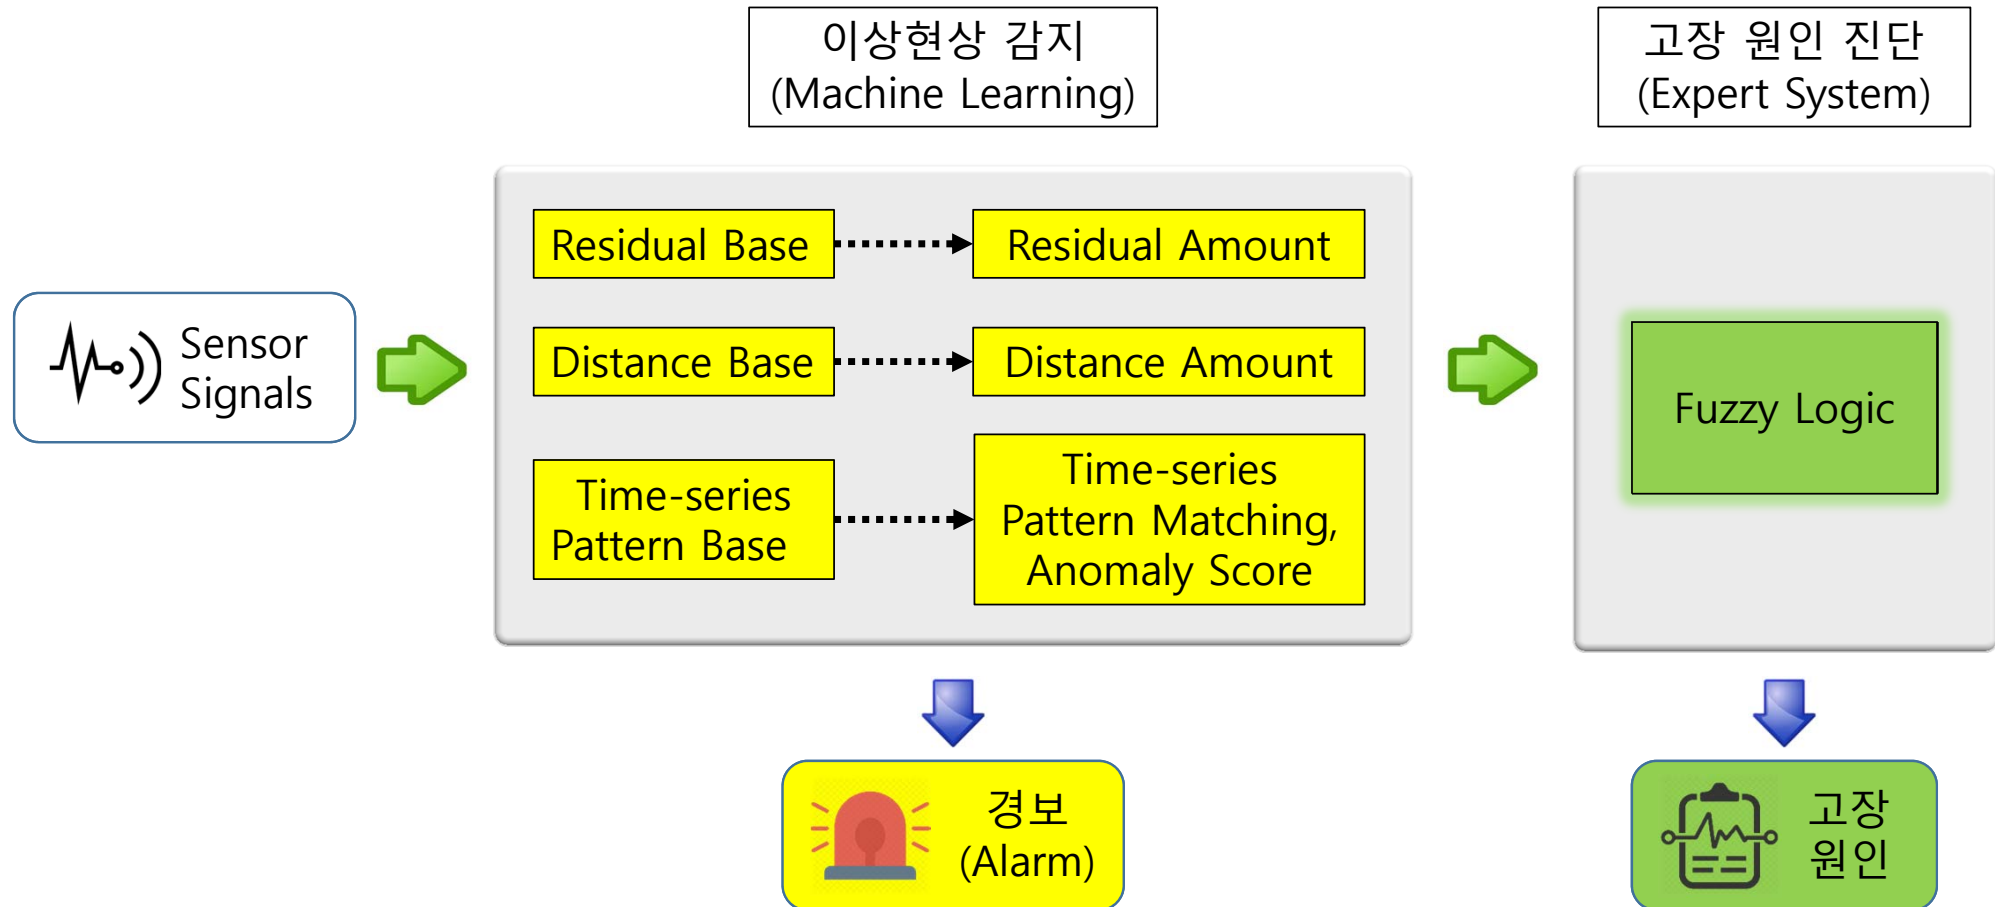 이상현상 감지
(Machine Learning)
고장 원인 진단
(Expert System)
Sensor
Signals
Residual Base
Residual Amount
Distance Base
Distance Amount
Time-series
Pattern Base
Time-series
Pattern Matching,
Anomaly Score
Fuzzy Logic
경보
(Alarm)
고장
원인